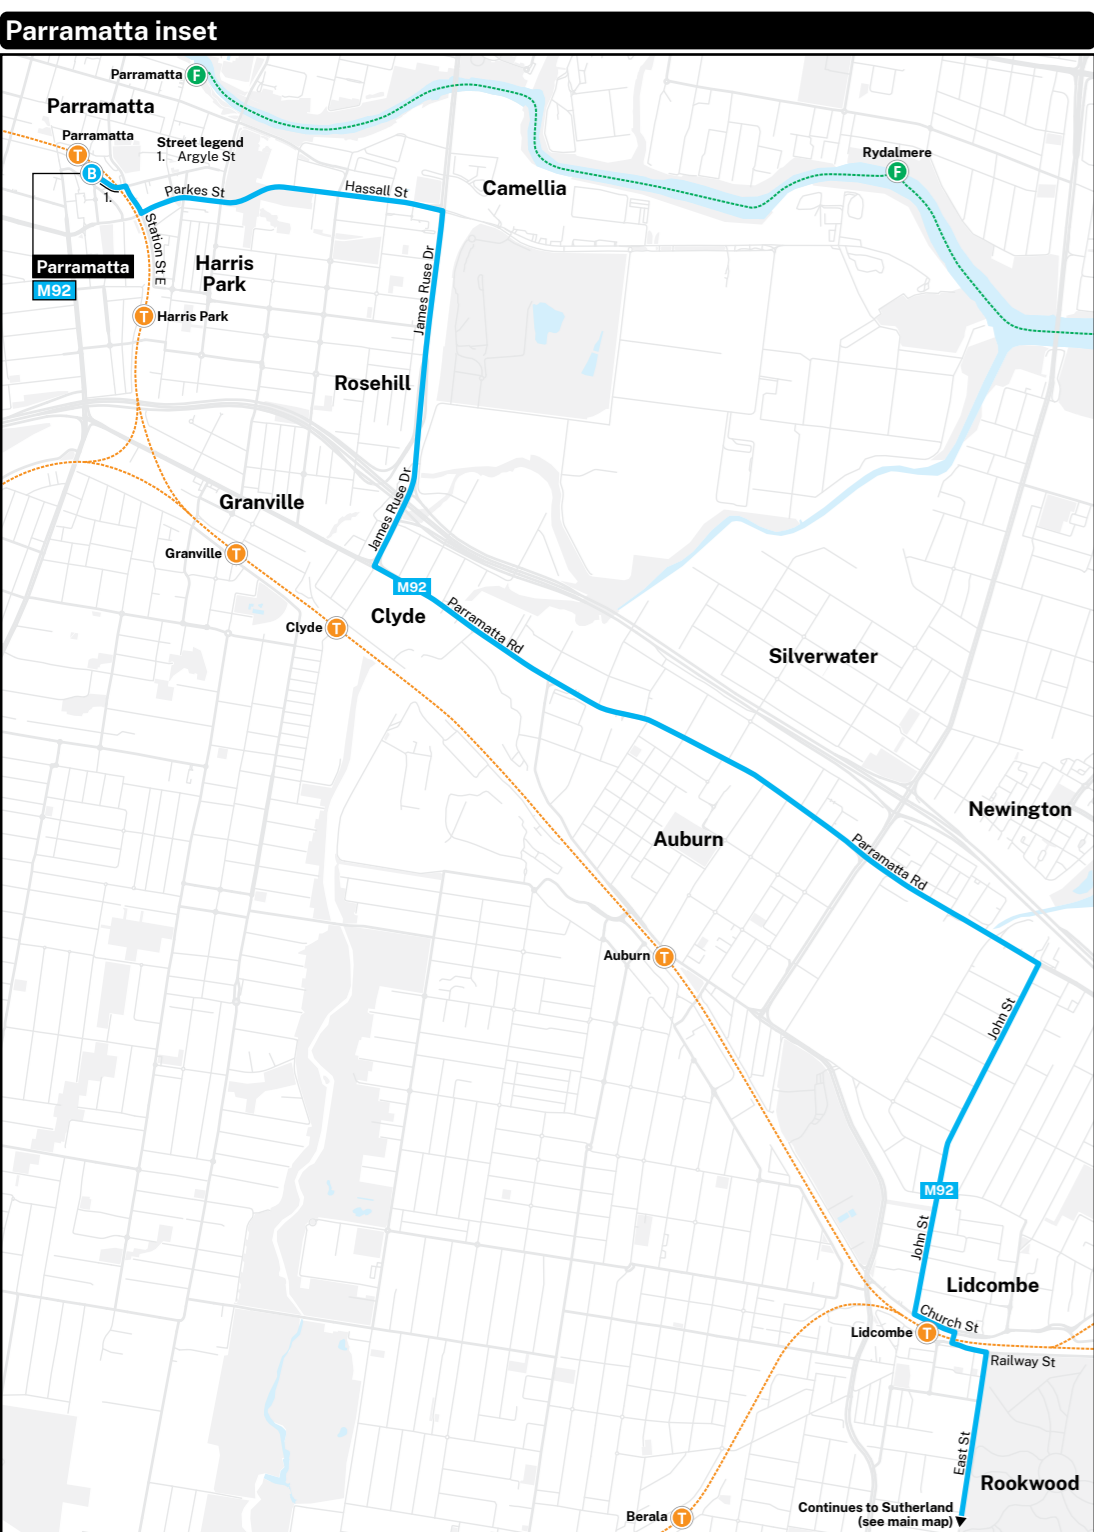 Parramatta inset
Parramatta
F
Parramatta
Parramatta
T
Street legend
1. Argyle St
B
1.
Parkes St
Hassall St
Camellia
Rydalmere
F
Station St E
Parramatta
M92
Harris
Park
James Ruse Dr
T
Harris Park
Rosehill
James Ruse Dr
Granville
Granville
T
M92
Clyde
Parramatta Rd
Clyde
T
Silverwater
Newington
Auburn
Parramatta Rd
Auburn
T
John St
M92
John St
Lidcombe
Church St
Lidcombe
T
Railway St
East St
Rookwood
Continues to Sutherland
(see main map)
Berala
T